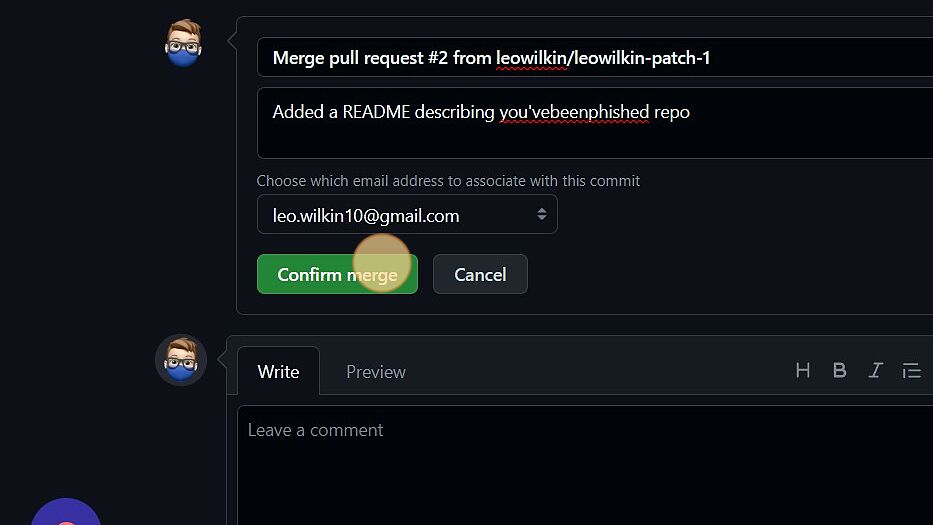 Merge pull request #2 from leowilkin/leowilkin-patch-1
Added a README describing you'vebeenphished repo
Choose which email address to associate with this commit
leo.wilkin10@gmail.com
Confirm merge Cancel
Write Preview H B I
Leave a comment